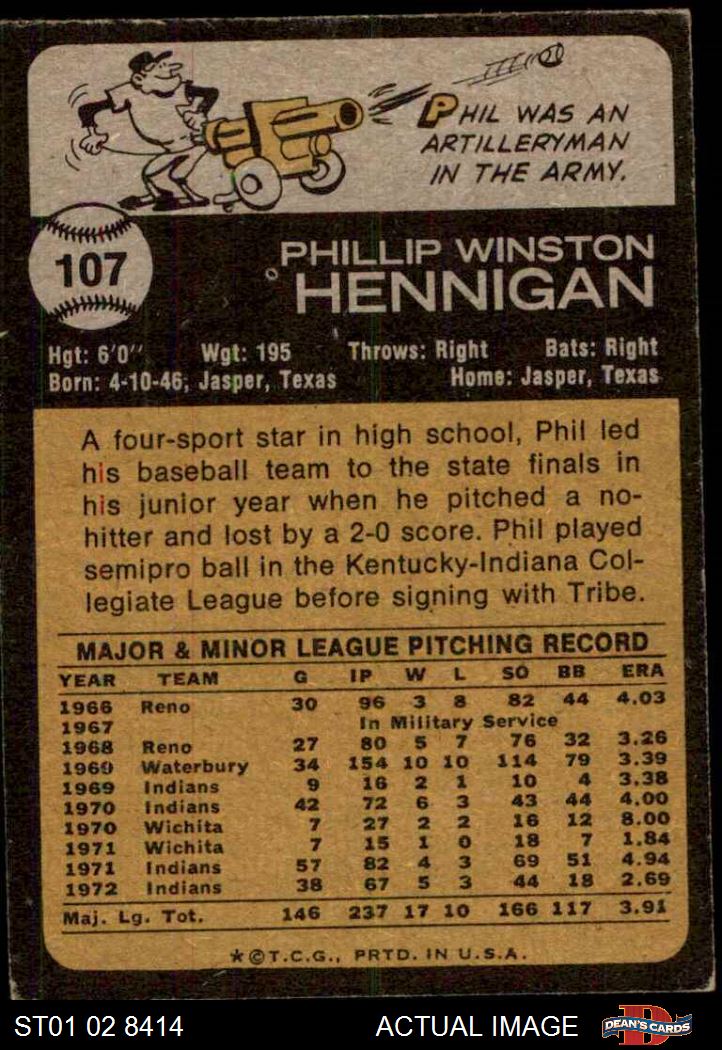 PHIL WAS AN
ARTILLERYMAN
IN THE ARMY.
107
PHILLIP WINSTON
HENNIGAN
Hgt: 6'0" Wgt: 195 Throws: Right Bats: Right
Born: 4-10-46; Jasper, Texas Home: Jasper, Texas
A four-sport star in high school, Phil led
his baseball team to the state finals in
his junior year when he pitched a no-
hitter and lost by a 2-0 score. Phil played
semipro ball in the Kentucky-Indiana Col-
legiate League before signing with Tribe.
MAJOR & MINOR LEAGUE PITCHING RECORD
YEAR TEAM G IP W L SO BB ERA
1966 Reno 30 96 3 8 82 44 4.03
1967 In Military Service
1968 Reno 27 80 5 7 76 32 3.26
1969 Waterbury 34 154 10 10 114 79 3.39
1969 Indians 9 16 2 1 10 4 3.38
1970 Indians 42 72 6 3 43 44 4.00
1970 Wichita 7 27 2 2 16 12 8.00
1971 Wichita 7 15 1 0 18 7 1.84
1971 Indians 57 82 4 3 69 51 4.94
1972 Indians 38 67 5 3 44 18 2.69
Maj. Lg. Tot. 146 237 17 10 166 117 3.91
★©T.C.G., PRTD. IN U.S.A.
ST01 02 8414 ACTUAL IMAGE D DEAN'S CARDS